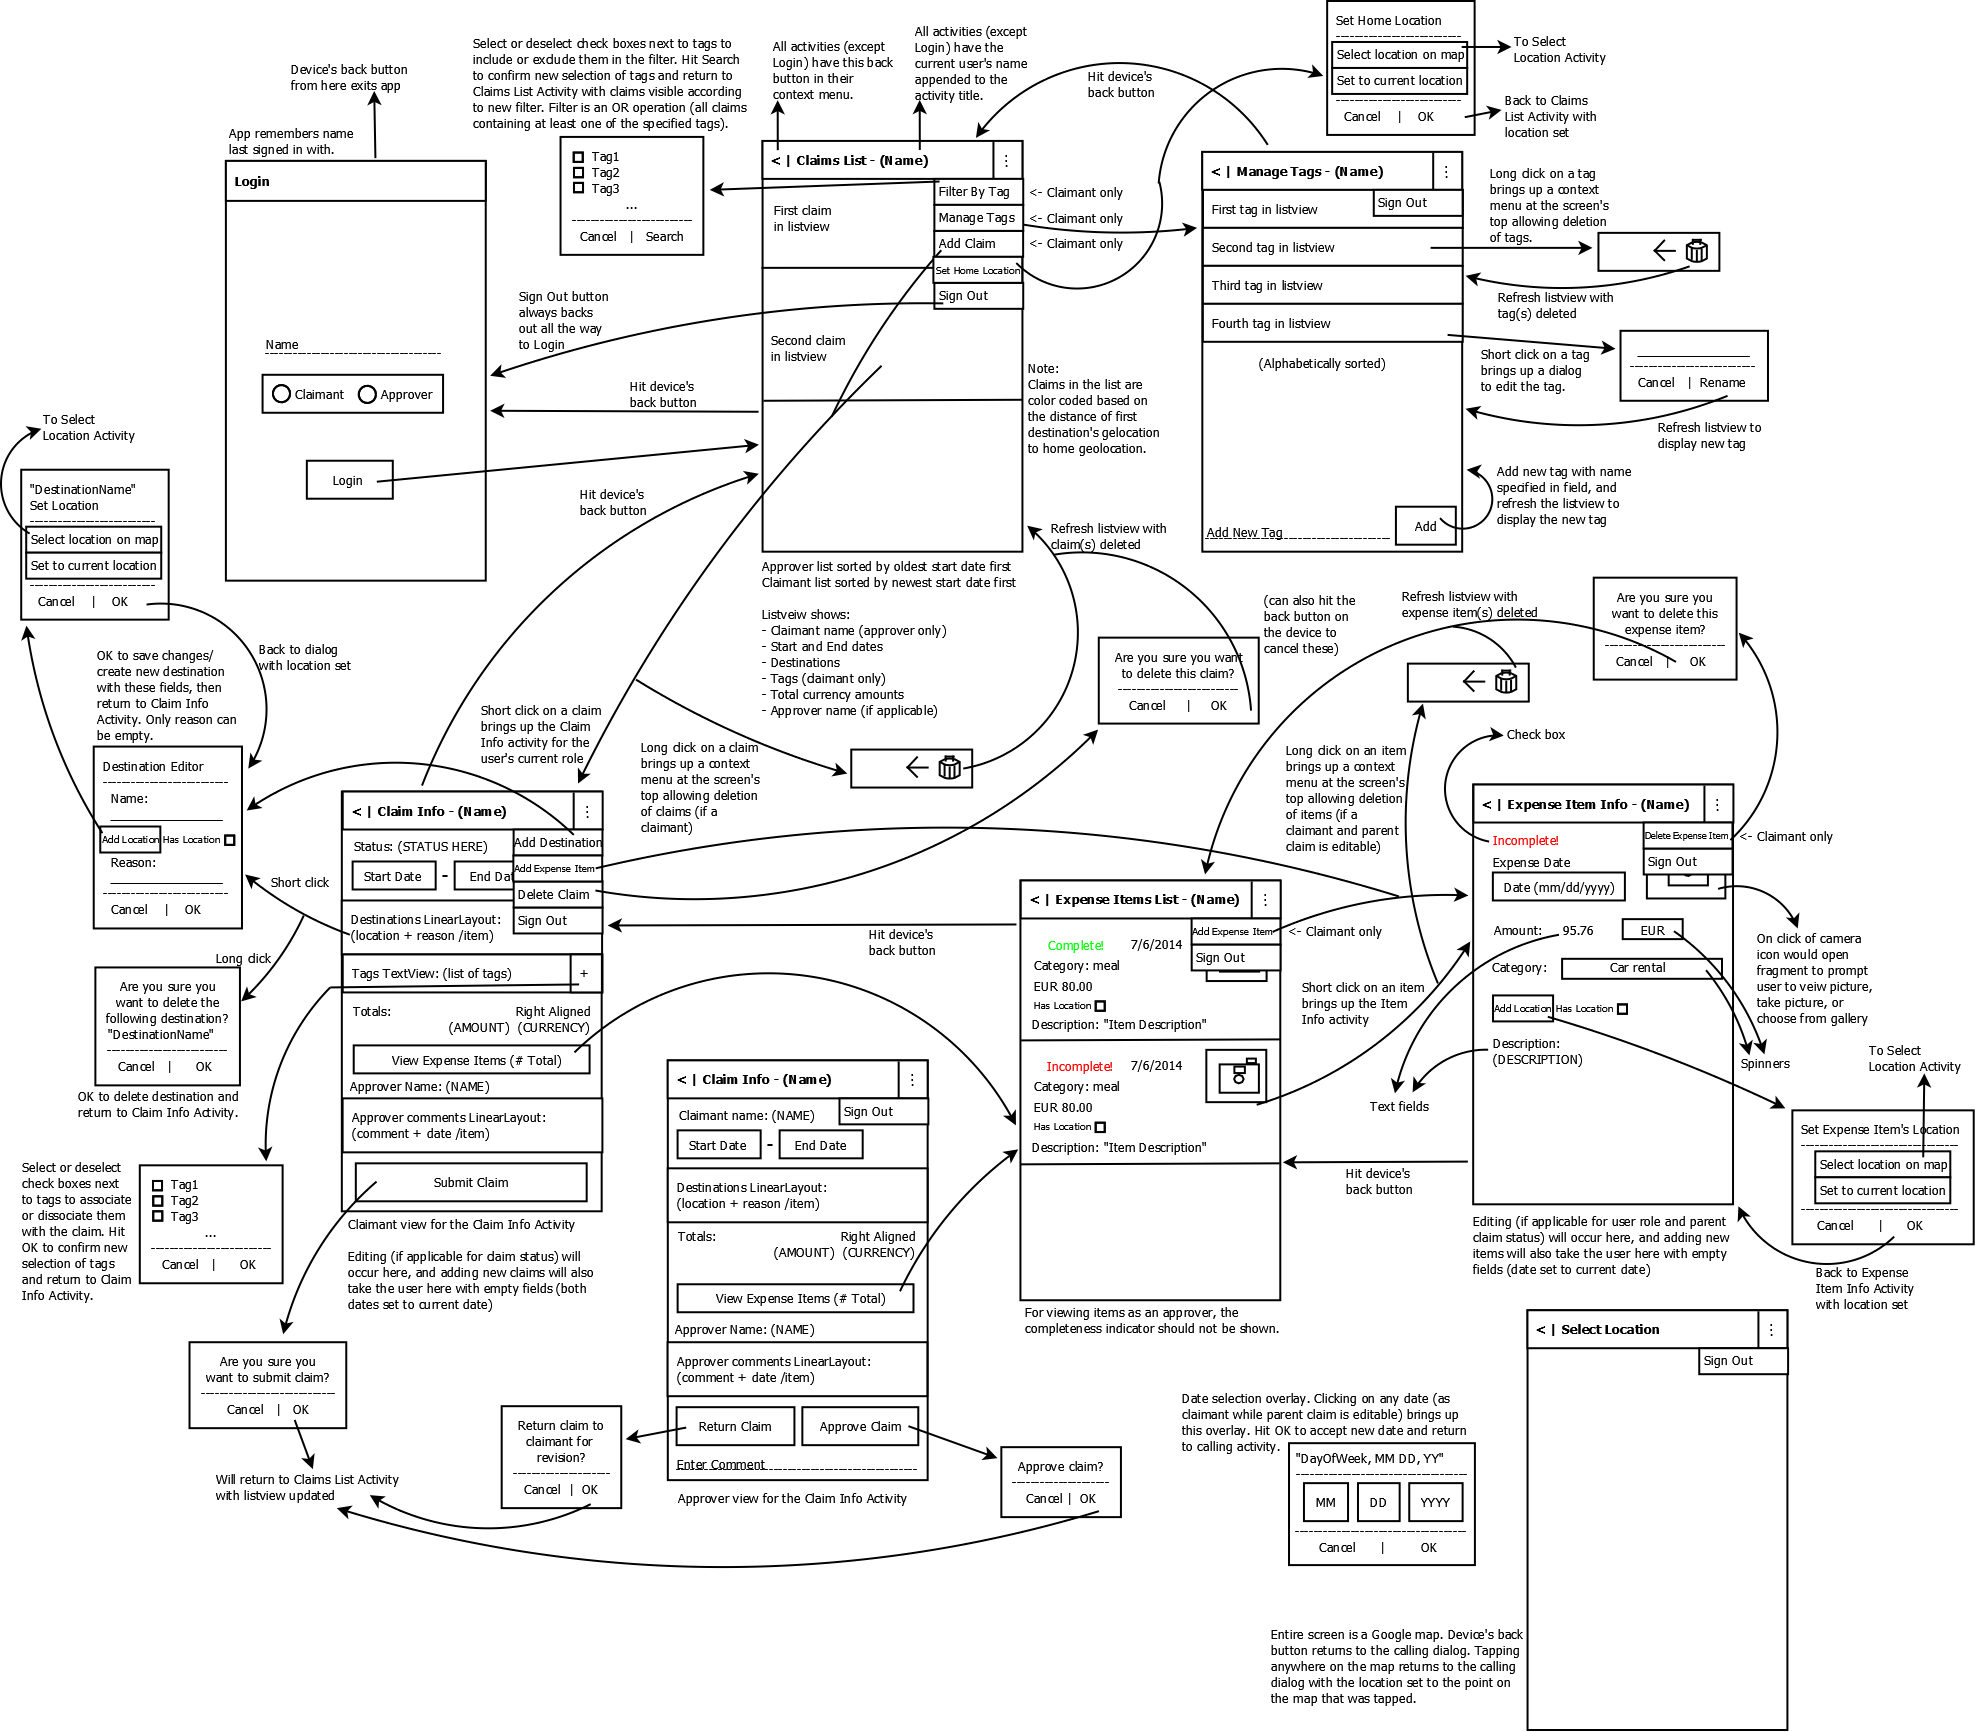 Set Home Location
Select location on map
Set to current location
Cancel | OK
To Select
Location Activity
Back to Claims
List Activity with
location set
Device's back button
from here exits app
App remembers name
last signed in with.
Login
Name
Claimant
Approver
Login
Select or deselect check boxes next to tags to
include or exclude them in the filter. Hit Search
to confirm new selection of tags and return to
Claims List Activity with claims visible according
to new filter. Filter is an OR operation (all claims
containing at least one of the specified tags).
Tag1
Tag2
Tag3
...
Cancel | Search
All activities (except
Login) have this back
button in their
context menu.
All activities (except
Login) have the
current user's name
appended to the
activity title.
Hit device's
back button
< | Claims List - (Name)
Filter By Tag
Manage Tags
Add Claim
Set Home Location
Sign Out
<- Claimant only
<- Claimant only
<- Claimant only
First claim
in listview
Second claim
in listview
Sign Out button
always backs
out all the way
to Login
Hit device's
back button
Hit device's
back button
Note:
Claims in the list are
color coded based on
the distance of first
destination's gelocation
to home geolocation.
< | Manage Tags - (Name)
Sign Out
First tag in listview
Second tag in listview
Third tag in listview
Fourth tag in listview
(Alphabetically sorted)
Add New Tag
Add
Long click on a tag
brings up a context
menu at the screen's
top allowing deletion
of tags.
Refresh listview with
tag(s) deleted
Short click on a tag
brings up a dialog
to edit the tag.
Cancel | Rename
Refresh listview to
display new tag
Add new tag with name
specified in field, and
refresh the listview to
display the new tag
To Select
Location Activity
"DestinationName"
Set Location
Select location on map
Set to current location
Cancel | OK
Back to dialog
with location set
OK to save changes/
create new destination
with these fields, then
return to Claim Info
Activity. Only reason can
be empty.
Destination Editor
Name:
Add Location
Has Location
Reason:
Cancel | OK
Short click
Long click
Are you sure you
want to delete the
following destination?
"DestinationName"
Cancel | OK
OK to delete destination and
return to Claim Info Activity.
Select or deselect
check boxes next
to tags to associate
or dissociate them
with the claim. Hit
OK to confirm new
selection of tags
and return to Claim
Info Activity.
Tag1
Tag2
Tag3
...
Cancel | OK
Approver list sorted by oldest start date first
Claimant list sorted by newest start date first
Listveiw shows:
- Claimant name (approver only)
- Start and End dates
- Destinations
- Tags (claimant only)
- Total currency amounts
- Approver name (if applicable)
Short click on a claim
brings up the Claim
Info activity for the
user's current role
Long click on a claim
brings up a context
menu at the screen's
top allowing deletion
of claims (if a
claimant)
Refresh listview with
claim(s) deleted
Are you sure you want
to delete this claim?
Cancel | OK
(can also hit the
back button on
the device to
cancel these)
Refresh listview with
expense item(s) deleted
Are you sure you
want to delete this
expense item?
Cancel | OK
Long click on an item
brings up a context
menu at the screen's
top allowing deletion
of items (if a
claimant and parent
claim is editable)
< | Claim Info - (Name)
Add Destination
Add Expense Item
Delete Claim
Sign Out
Status: (STATUS HERE)
Start Date
-
End Dat
Destinations LinearLayout:
(location + reason /item)
Tags TextView: (list of tags)
+
Totals:
Right Aligned
(AMOUNT) (CURRENCY)
View Expense Items (# Total)
Approver Name: (NAME)
Approver comments LinearLayout:
(comment + date /item)
Submit Claim
Claimant view for the Claim Info Activity
Editing (if applicable for claim status) will
occur here, and adding new claims will also
take the user here with empty fields (both
dates set to current date)
Are you sure you
want to submit claim?
Cancel | OK
Will return to Claims List Activity
with listview updated
< | Claim Info - (Name)
Sign Out
Claimant name: (NAME)
Start Date
-
End Date
Destinations LinearLayout:
(location + reason /item)
Totals:
Right Aligned
(AMOUNT) (CURRENCY)
View Expense Items (# Total)
Approver Name: (NAME)
Approver comments LinearLayout:
(comment + date /item)
Return Claim
Approve Claim
Enter Comment
Approver view for the Claim Info Activity
Return claim to
claimant for
revision?
Cancel | OK
Approve claim?
Cancel | OK
Hit device's
back button
< | Expense Items List - (Name)
Add Expense Item
Sign Out
<- Claimant only
Complete!
7/6/2014
Category: meal
EUR 80.00
Has Location
Description: "Item Description"
Incomplete!
7/6/2014
Category: meal
EUR 80.00
Has Location
Description: "Item Description"
For viewing items as an approver, the
completeness indicator should not be shown.
Short click on an item
brings up the Item
Info activity
Text fields
Hit device's
back button
Check box
< | Expense Item Info - (Name)
Delete Expense Item
Sign Out
<- Claimant only
Incomplete!
Expense Date
Date (mm/dd/yyyy)
Amount:
95.76
EUR
Category:
Car rental
Add Location
Has Location
Description:
(DESCRIPTION)
On click of camera
icon would open
fragment to prompt
user to veiw picture,
take picture, or
choose from gallery
Spinners
To Select
Location Activity
Set Expense Item's Location
Select location on map
Set to current location
Cancel | OK
Back to Expense
Item Info Activity
with location set
Editing (if applicable for user role and parent
claim status) will occur here, and adding new
items will also take the user here with empty
fields (date set to current date)
Date selection overlay. Clicking on any date (as
claimant while parent claim is editable) brings up
this overlay. Hit OK to accept new date and return
to calling activity.
"DayOfWeek, MM DD, YY"
MM
DD
YYYY
Cancel | OK
< | Select Location
Sign Out
Entire screen is a Google map. Device's back
button returns to the calling dialog. Tapping
anywhere on the map returns to the calling
dialog with the location set to the point on
the map that was tapped.